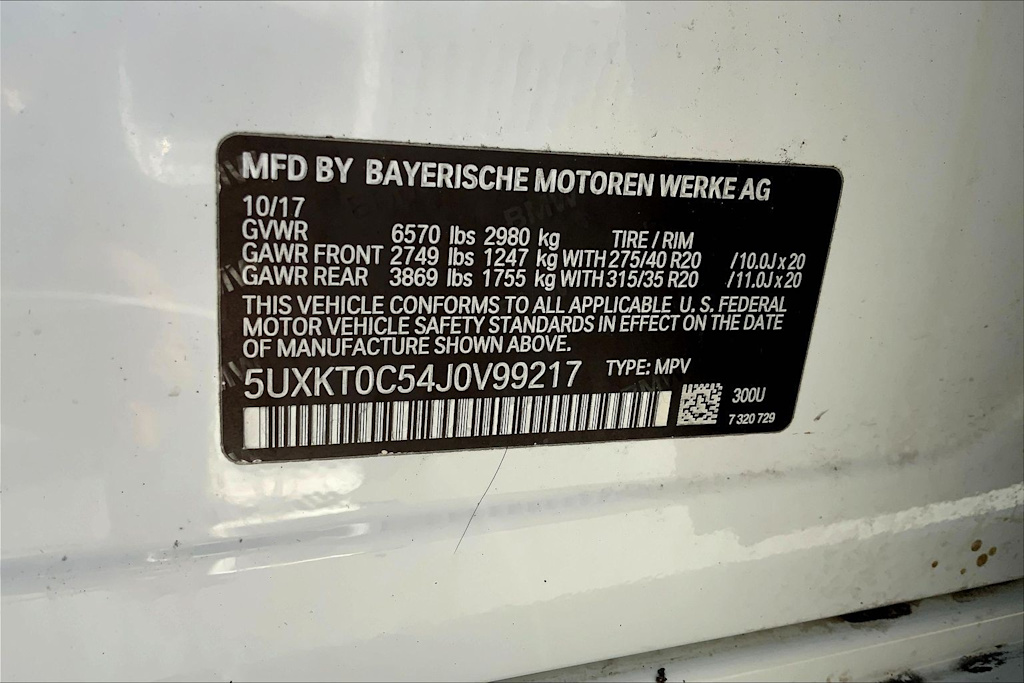 MFD BY BAYERISCHE MOTOREN WERKE AG
10/17
GVWR 6570 lbs 2980 kg TIRE / RIM
GAWR FRONT 2749 lbs 1247 kg WITH 275/40 R20 / 10.0J x 20
GAWR REAR 3869 lbs 1755 kg WITH 315/35 R20 / 11.0J x 20
THIS VEHICLE CONFORMS TO ALL APPLICABLE U. S. FEDERAL
MOTOR VEHICLE SAFETY STANDARDS IN EFFECT ON THE DATE
OF MANUFACTURE SHOWN ABOVE.
5UXKT0C54J0V99217 TYPE: MPV
300U
7 320 729